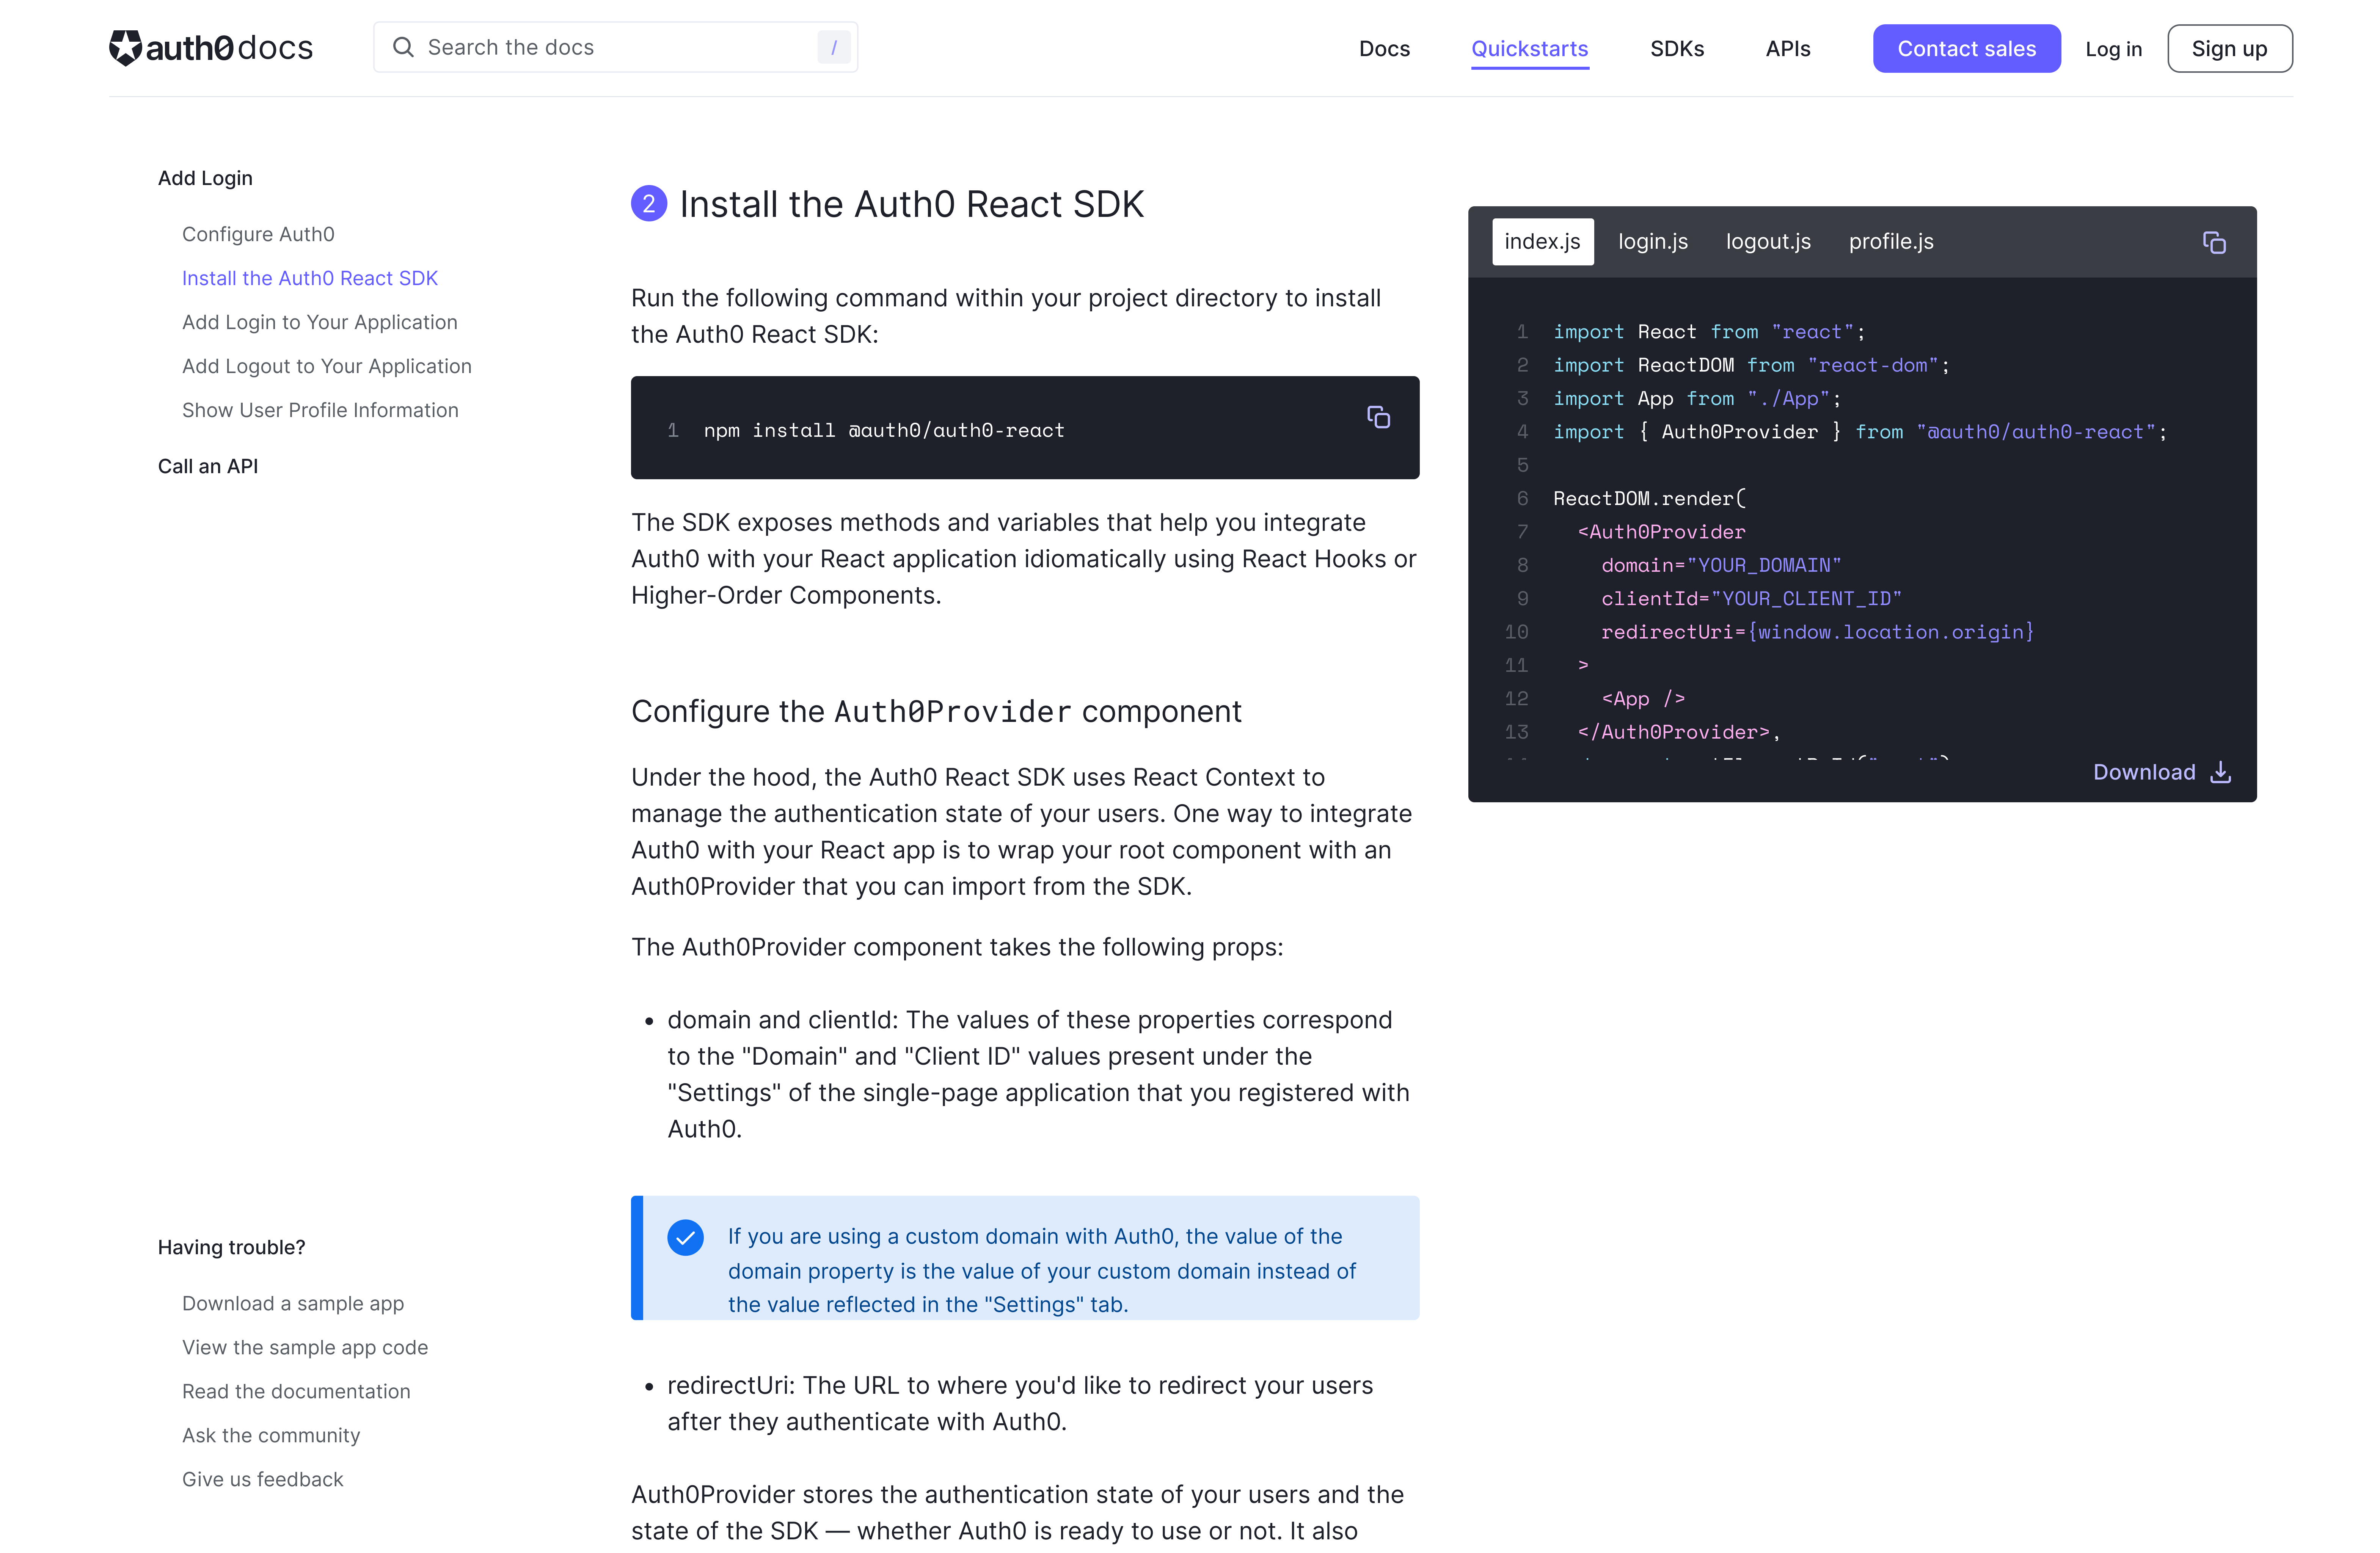 auth0 docs
Search the docs
/
Docs
Quickstarts
SDKs
APIs
Contact sales
Log in
Sign up
Add Login
Configure Auth0
Install the Auth0 React SDK
Add Login to Your Application
Add Logout to Your Application
Show User Profile Information
Call an API
Having trouble?
Download a sample app
View the sample app code
Read the documentation
Ask the community
Give us feedback
2 Install the Auth0 React SDK
Run the following command within your project directory to install
the Auth0 React SDK:
1 npm install @auth0/auth0-react
The SDK exposes methods and variables that help you integrate
Auth0 with your React application idiomatically using React Hooks or
Higher-Order Components.
Configure the Auth0Provider component
Under the hood, the Auth0 React SDK uses React Context to
manage the authentication state of your users. One way to integrate
Auth0 with your React app is to wrap your root component with an
Auth0Provider that you can import from the SDK.
The Auth0Provider component takes the following props:
• domain and clientId: The values of these properties correspond
to the "Domain" and "Client ID" values present under the
"Settings" of the single-page application that you registered with
Auth0.
If you are using a custom domain with Auth0, the value of the
domain property is the value of your custom domain instead of
the value reflected in the "Settings" tab.
• redirectUri: The URL to where you'd like to redirect your users
after they authenticate with Auth0.
Auth0Provider stores the authentication state of your users and the
state of the SDK — whether Auth0 is ready to use or not. It also
index.js
login.js
logout.js
profile.js
1 import React from "react";
2 import ReactDOM from "react-dom";
3 import App from "./App";
4 import { Auth0Provider } from "@auth0/auth0-react";
5
6 ReactDOM.render(
7 <Auth0Provider
8 domain="YOUR_DOMAIN"
9 clientId="YOUR_CLIENT_ID"
10 redirectUri={window.location.origin}
11 >
12 <App />
13 </Auth0Provider>,
Download